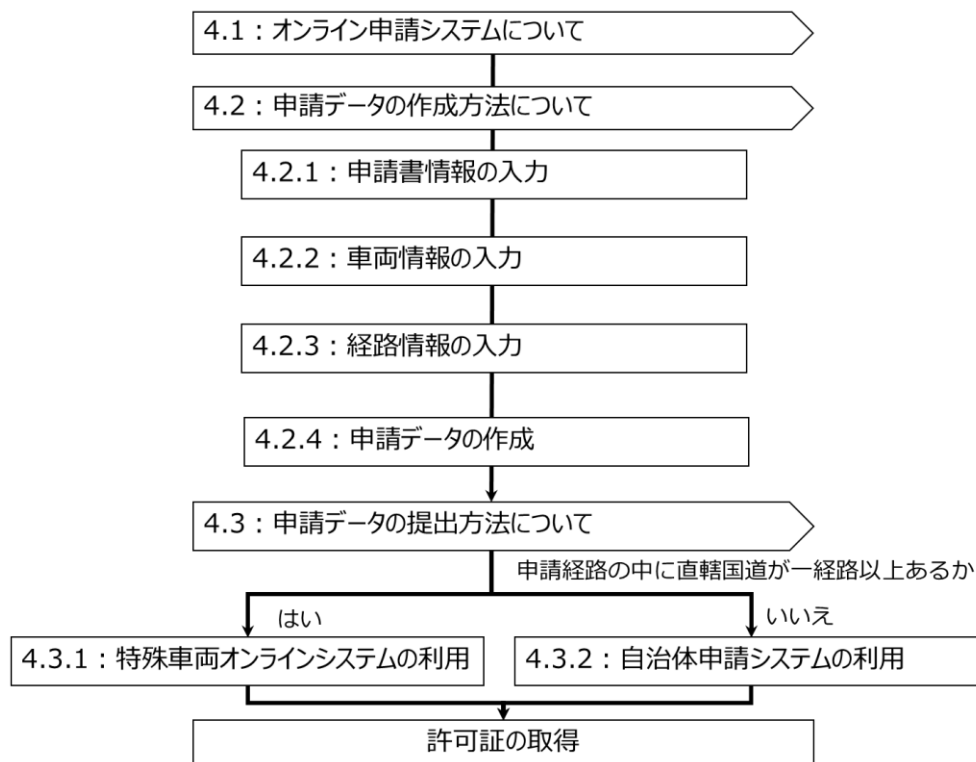 4.1：オンライン申請システムについて
4.2：申請データの作成方法について
4.2.1：申請書情報の入力
4.2.2：車両情報の入力
4.2.3：経路情報の入力
4.2.4：申請データの作成
4.3：申請データの提出方法について
申請経路の中に直轄国道が一経路以上あるか
はい
いいえ
4.3.1：特殊車両オンラインシステムの利用
4.3.2：自治体申請システムの利用
許可証の取得